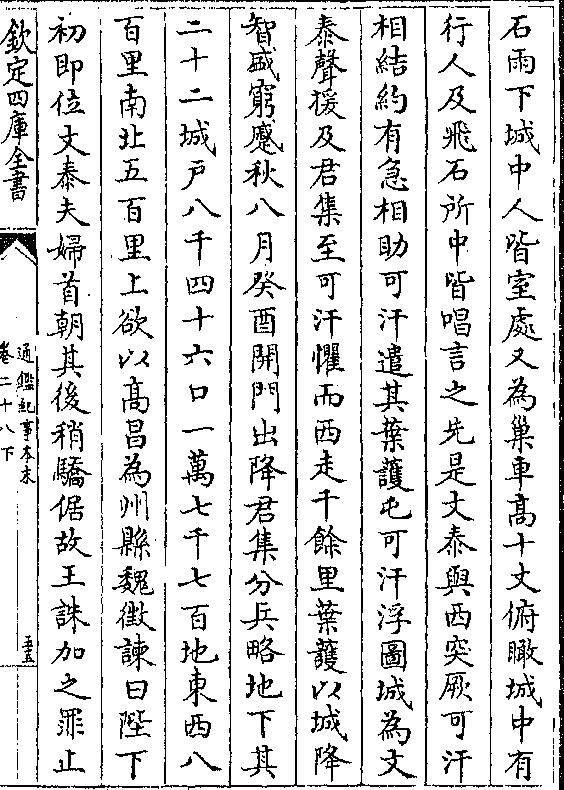 石雨下城中人皆室處又為巢車高十丈俯瞰城中有
行人及飛石所中皆唱言之先是文泰與西突厥可汗
相結約有急相助可汗遣其葉護屯可汗浮圖城為文
泰聲援及君集至可汗懼而西走千餘里葉護以城降
智盛窮蹙秋八月癸酉開門出降君集分兵略地下其
二十二城戶八千四十六口一萬七千七百地東西八
百里南北五百里上欲以髙昌為州縣魏徵諫曰陛下
初即位文泰夫婦首朝其後稍驕倨故王誅加之罪止
欽定四庫全書
通鑑紀事本末
卷二十八下
五五